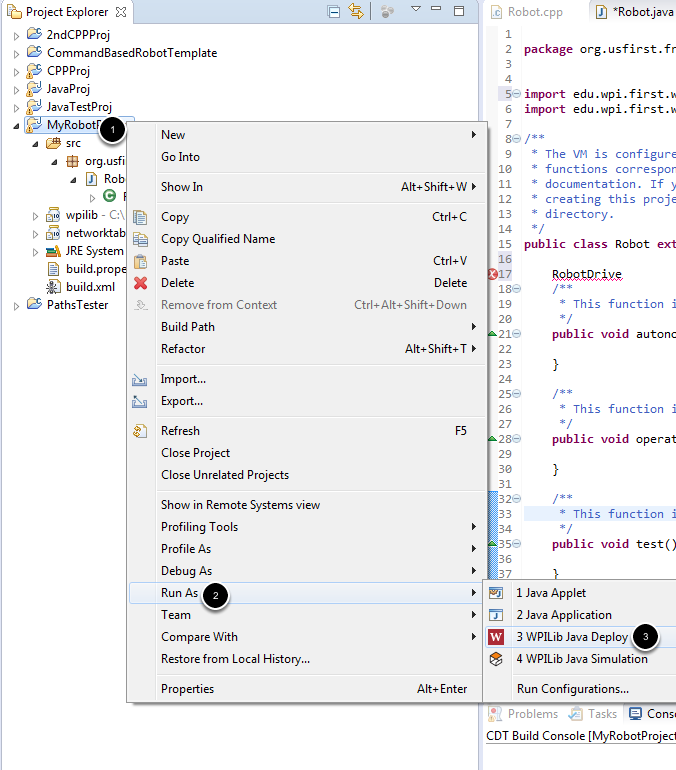 Project Explorer
2ndCPPProj
CommandBasedRobotTemplate
CPPProj
JavaProj
JavaTestProj
MyRobotP
src
org.usfi
Rob
wpilib - C:\
networktab
JRE System
build.prope
build.xml
PathsTester
1
New
Go Into
Show In Alt+Shift+W
Copy Ctrl+C
Copy Qualified Name
Paste Ctrl+V
Delete Delete
Remove from Context Ctrl+Alt+Shift+Down
Build Path
Refactor Alt+Shift+T
Import...
Export...
Refresh F5
Close Project
Close Unrelated Projects
Show in Remote Systems view
Profiling Tools
Profile As
Debug As
Run As 2
Team
Compare With
Restore from Local History...
Properties Alt+Enter
1 Java Applet
2 Java Application
3 WPILib Java Deploy 3
4 WPILib Java Simulation
Run Configurations...
Robot.cpp *Robot.java
1
2 package org.usfirst.fr
3
4
5 import edu.wpi.first.w
6 import edu.wpi.first.w
7
8 /**
9 * The VM is configure
10 * functions correspon
11 * documentation. If y
12 * creating this proje
13 * directory.
14 */
15 public class Robot ext
16
17 RobotDrive
18 /**
19 * This function i
20 */
21 public void autono
22
23 }
24
25 /**
26 * This function i
27 */
28 public void operat
29
30 }
31
32 /**
33 * This function i
34 */
35 public void test()
36
37 }
Problems Tasks Conso
CDT Build Console [MyRobotProject